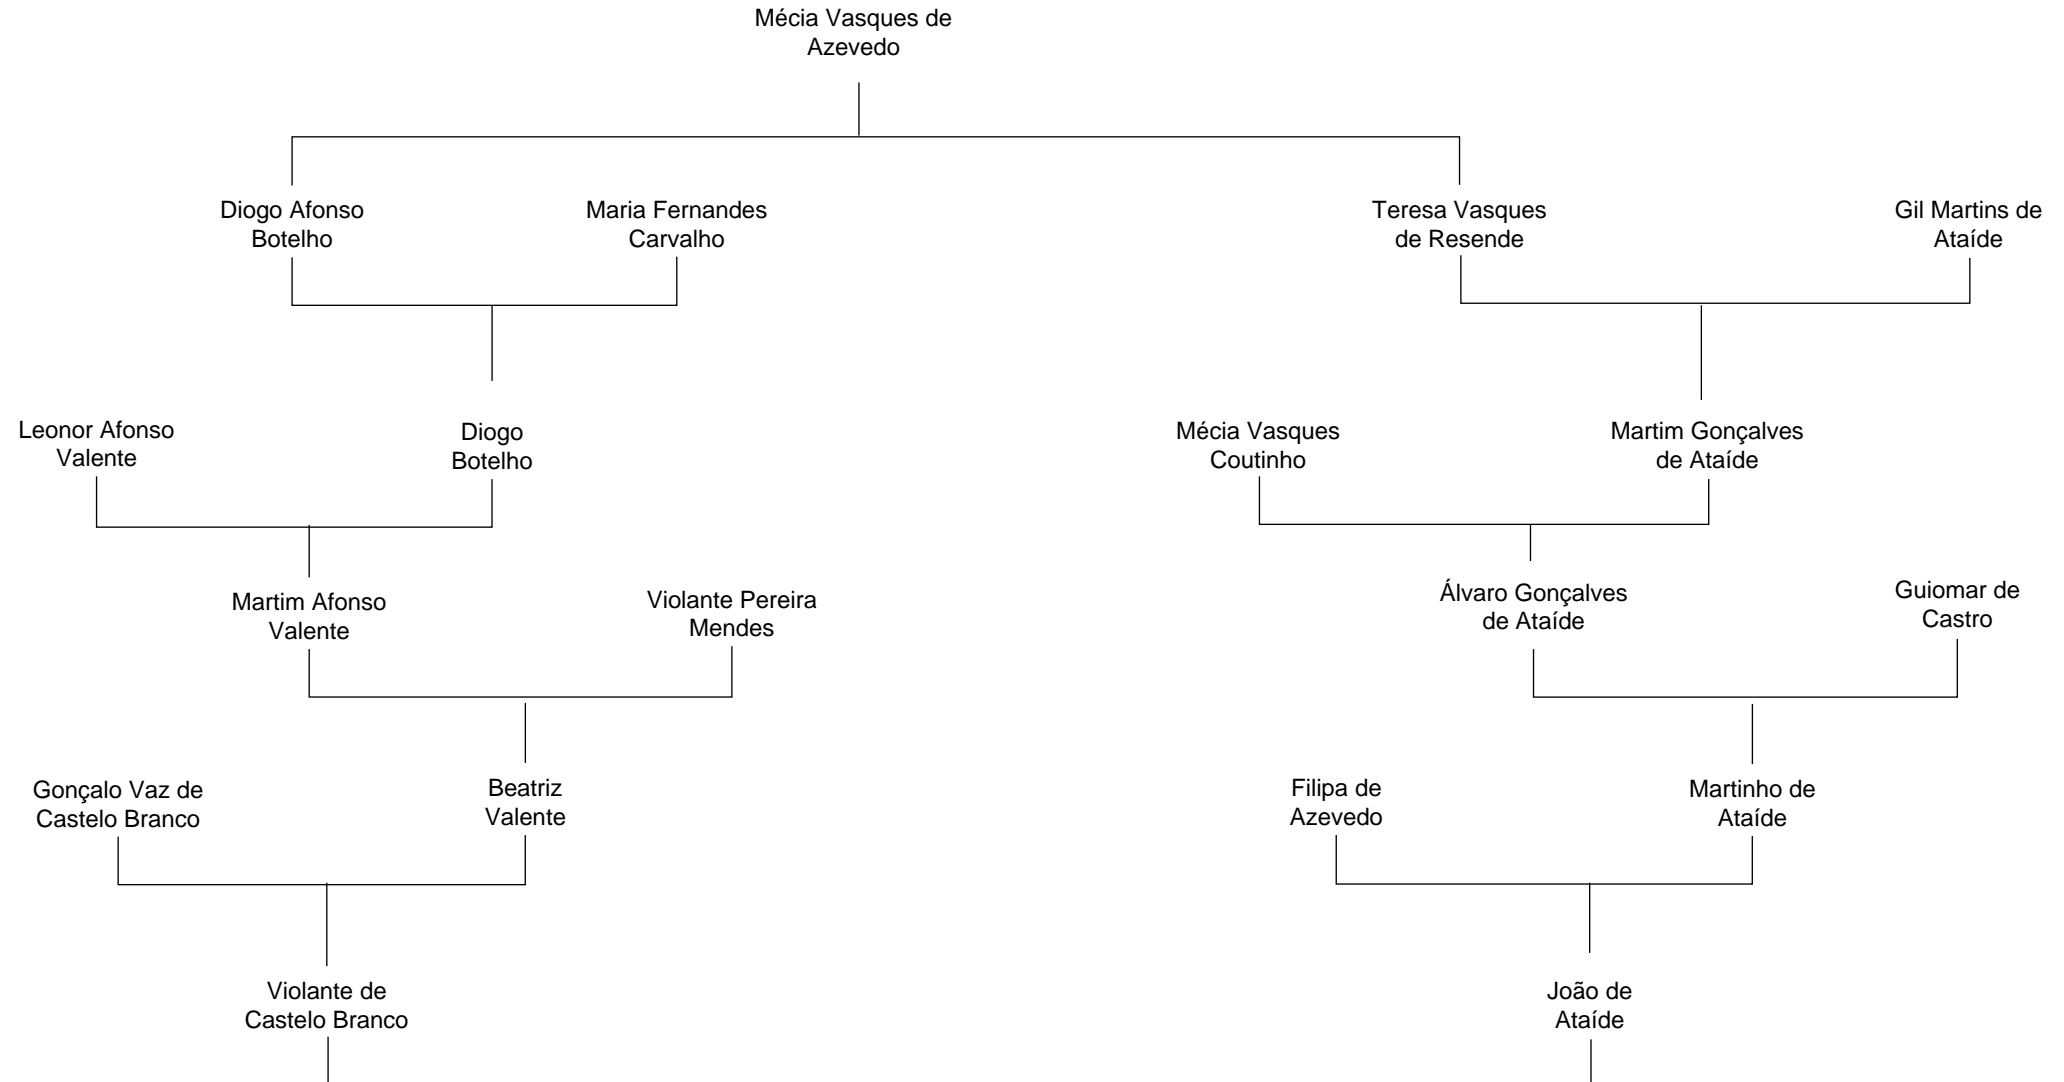 Mécia Vasques de
Azevedo
Diogo Afonso
Botelho
Maria Fernandes
Carvalho
Teresa Vasques
de Resende
Gil Martins de
Ataíde
Leonor Afonso
Valente
Diogo
Botelho
Mécia Vasques
Coutinho
Martim Gonçalves
de Ataíde
Martim Afonso
Valente
Violante Pereira
Mendes
Álvaro Gonçalves
de Ataíde
Guiomar de
Castro
Gonçalo Vaz de
Castelo Branco
Beatriz
Valente
Filipa de
Azevedo
Martinho de
Ataíde
Violante de
Castelo Branco
João de
Ataíde